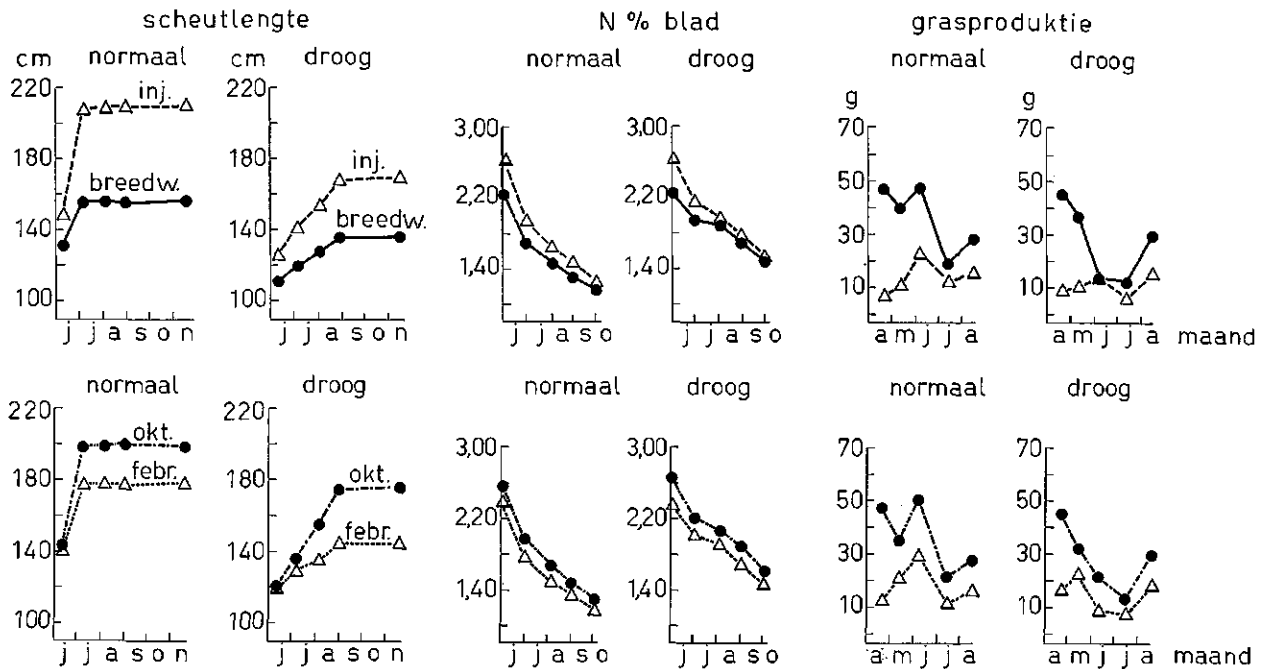 scheutlengte N % blad grasproduktie
cm normaal cm droog normaal droog normaal droog
220 220
inj. g g
3,00 3,00 70 70
180 180 inj.
breedw. breedw. 2,20 2,20 50 50
140 140 30 30
1,40 1,40
100 100 10 10
j j a s o n j j a s o n j j a s o j j a s o a m j j a a m j j a maand
normaal droog normaal droog normaal droog
220 220
okt. 3,00 3,00 70 70
180 febr. 180 okt.
2,20 2,20 50 50
febr.
140 140 30 30
1,40 1,40
100 100 10 10
j j a s o n j j a s o n j j a s o j j a s o a m j j a a m j j a maand